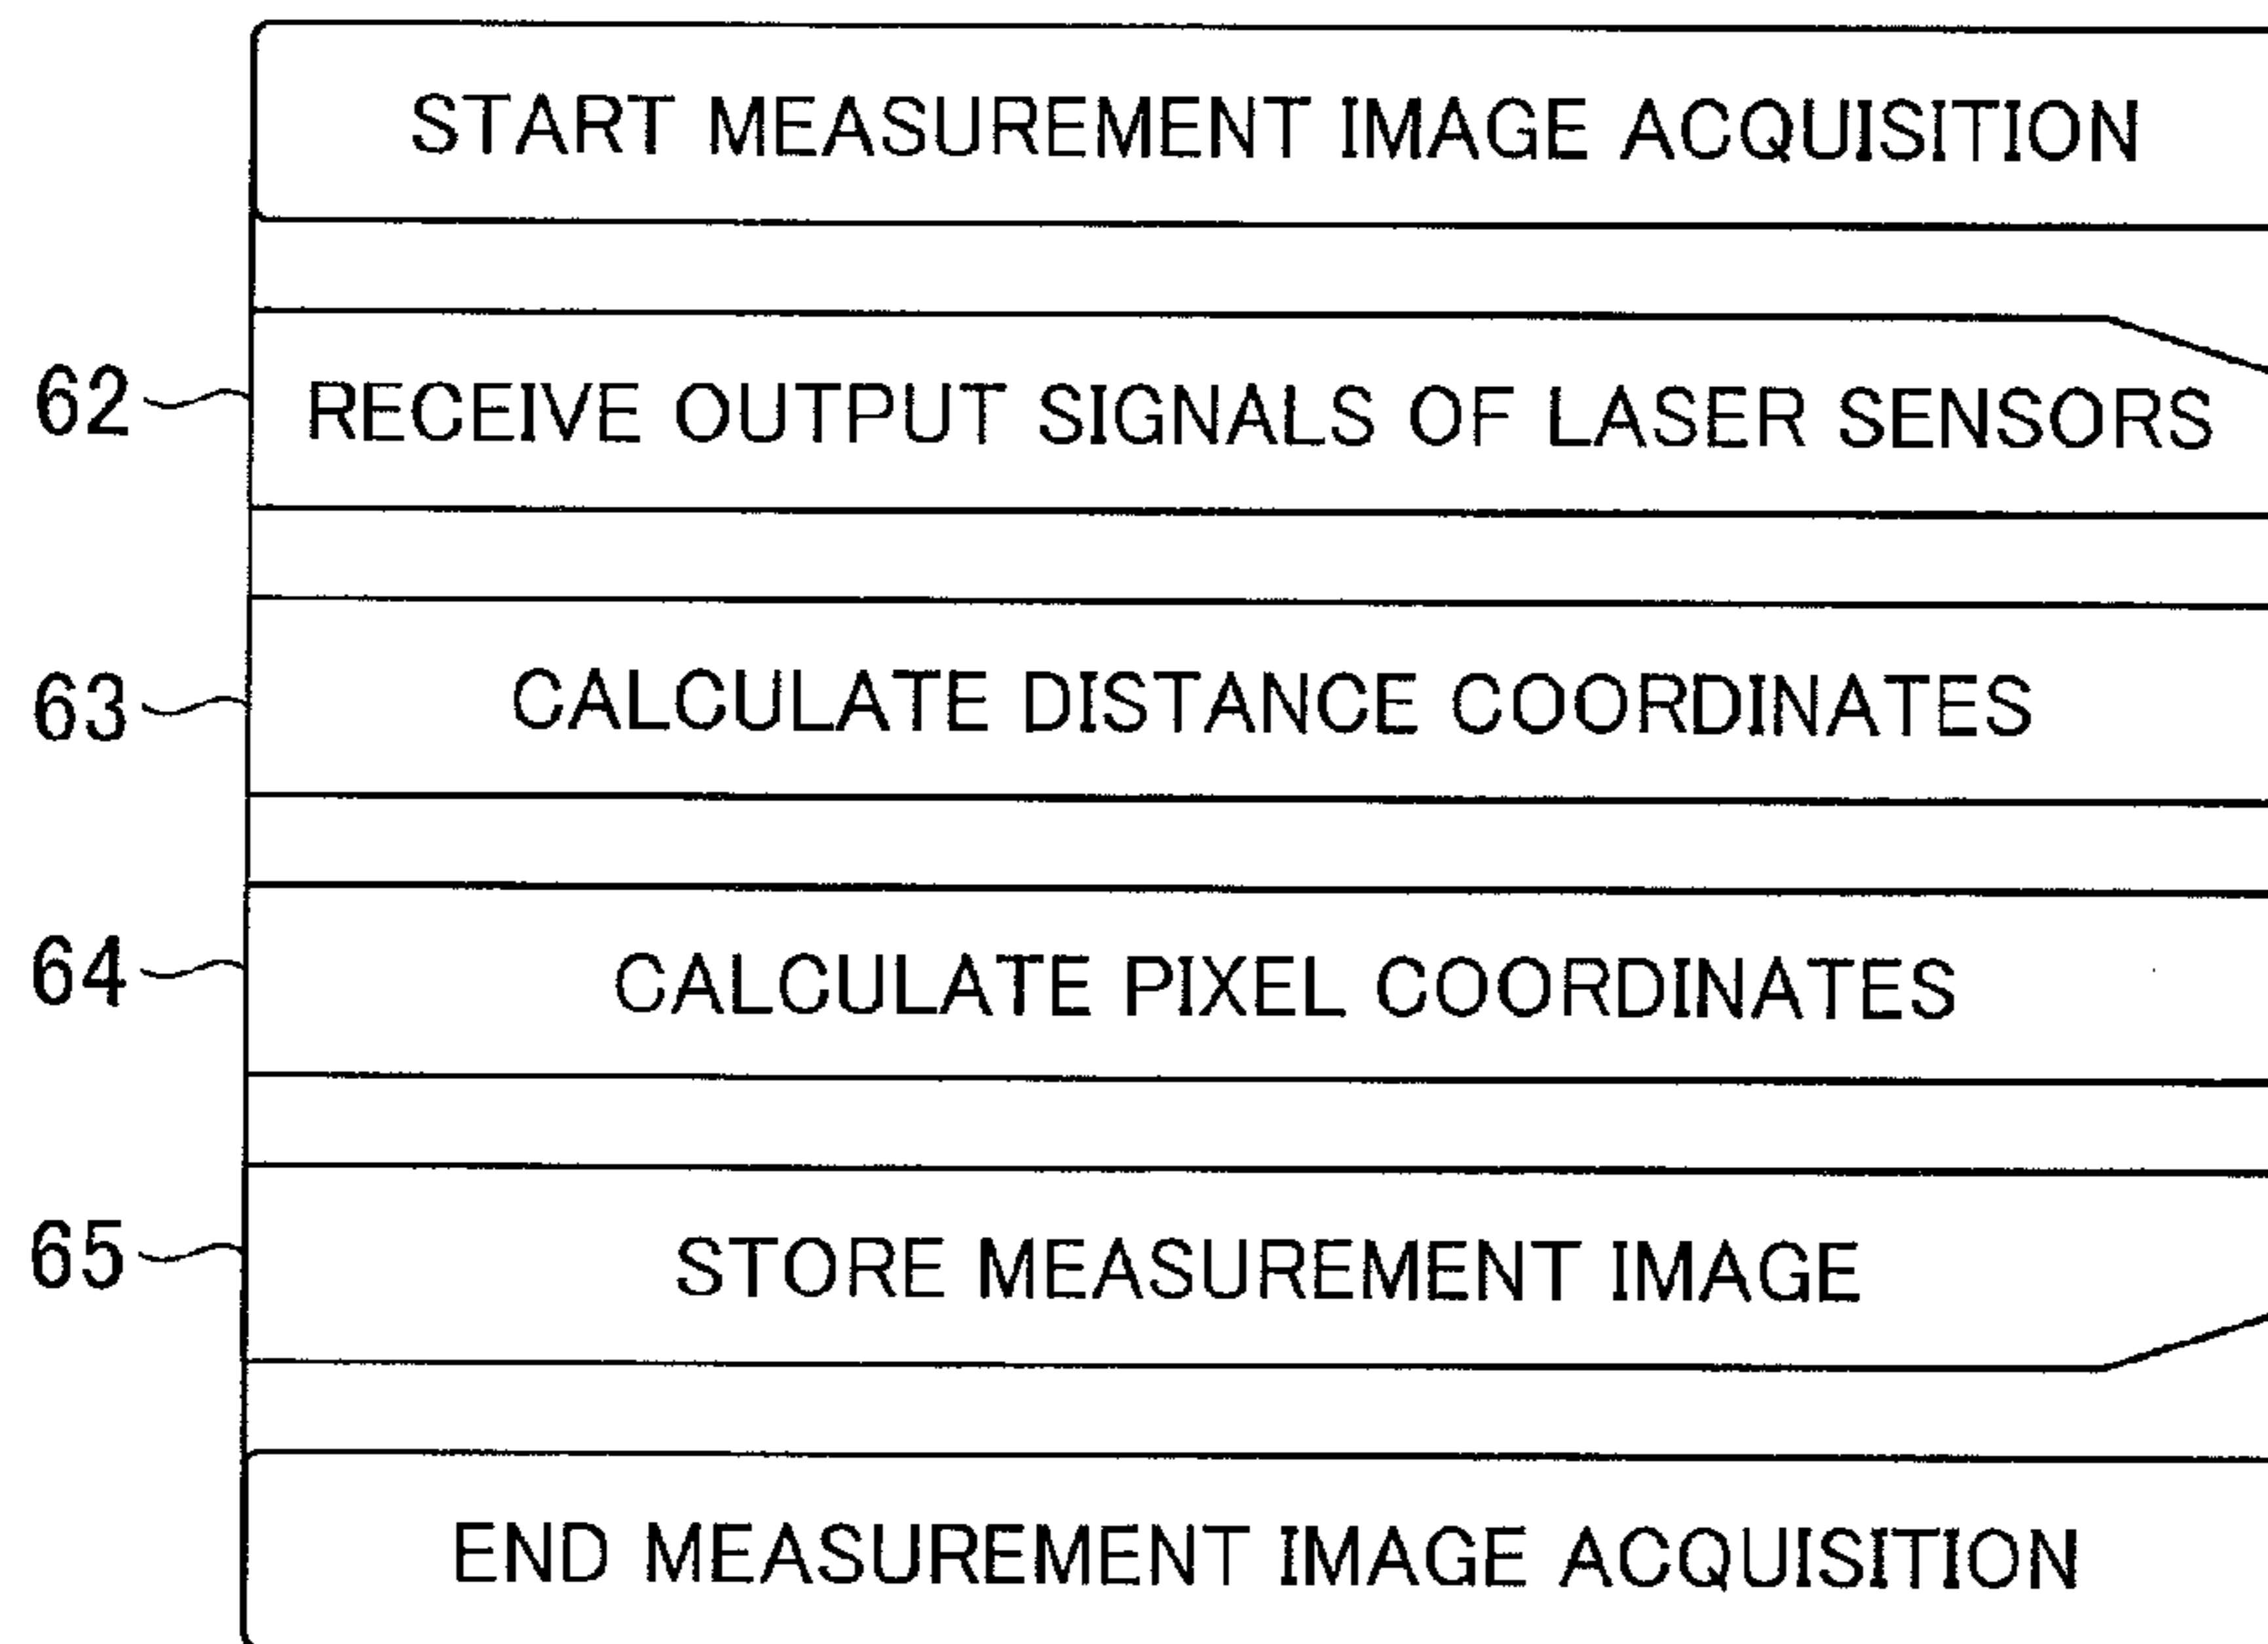 START MEASUREMENT IMAGE ACQUISITION
62 RECEIVE OUTPUT SIGNALS OF LASER SENSORS
63 CALCULATE DISTANCE COORDINATES
64 CALCULATE PIXEL COORDINATES
65 STORE MEASUREMENT IMAGE
END MEASUREMENT IMAGE ACQUISITION